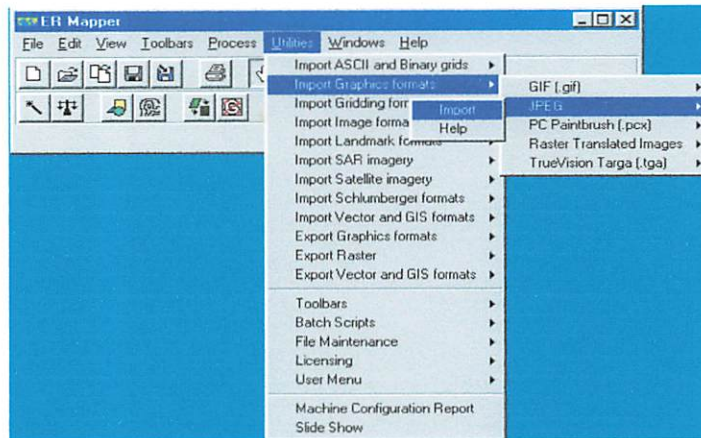 ER Mapper
File Edit View Toolbars Process Utilities Windows Help
Import ASCII and Binary grids
Import Graphics formats
Import Gridding for
Import Image forma
Import Landmark formats
Import SAR imagery
Import Satellite imagery
Import Schlumberger formats
Import Vector and GIS formats
Export Graphics formats
Export Raster
Export Vector and GIS formats
Toolbars
Batch Scripts
File Maintenance
Licensing
User Menu
Machine Configuration Report
Slide Show
Import
Help
GIF (.gif)
JPEG
PC Paintbrush (.pcx)
Raster Translated Images
TrueVision Targa (.tga)